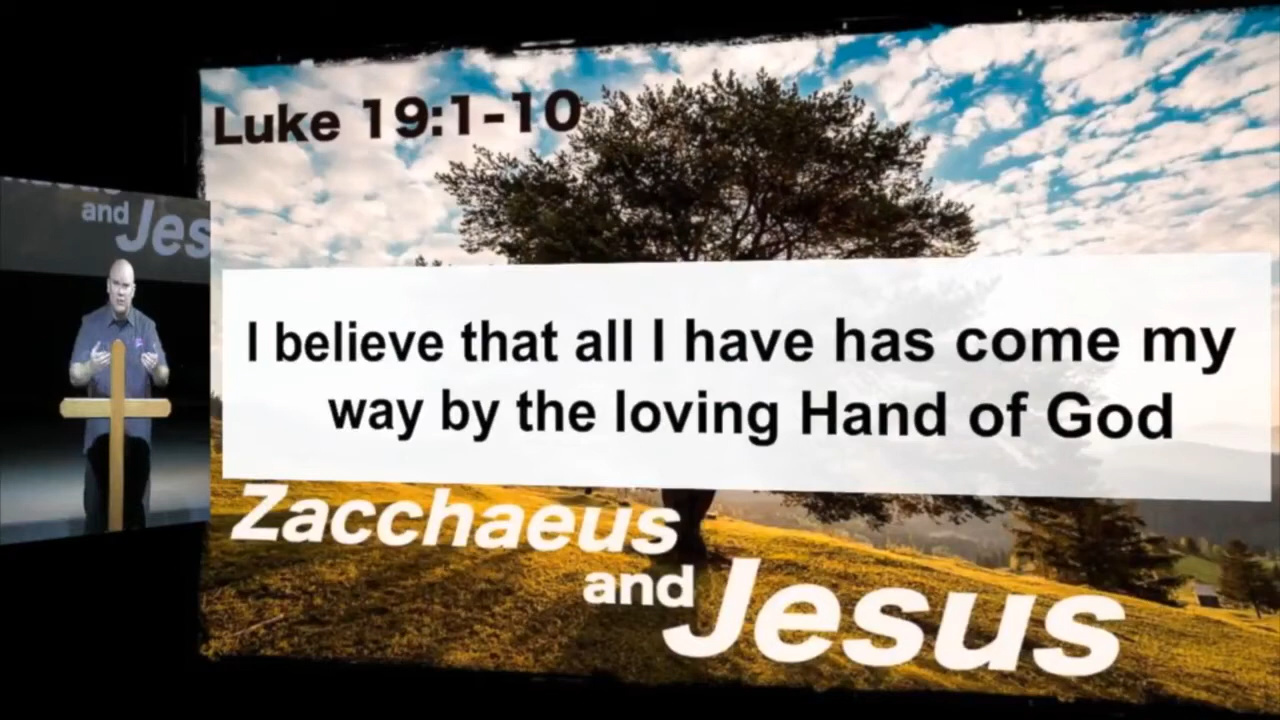 Luke 19:1-10
and Jes
I believe that all I have has come my
way by the loving Hand of God
Zacchaeus
and Jesus